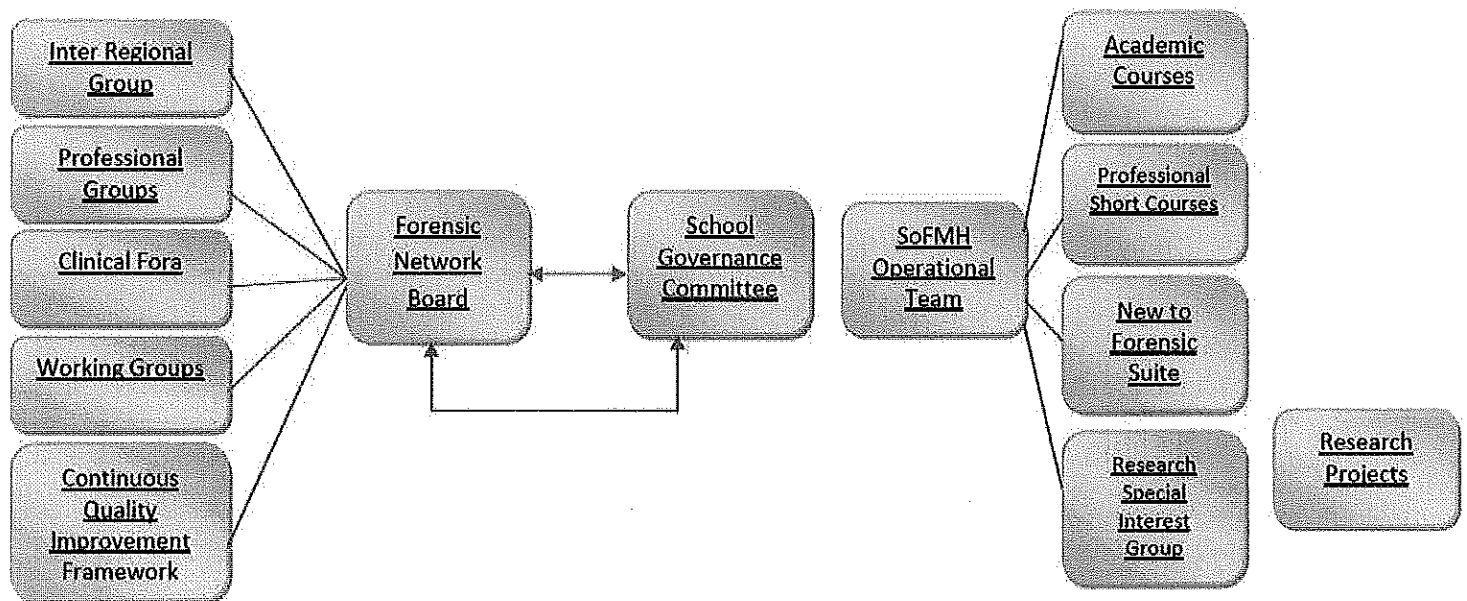 Inter Regional
Group
Professional
Groups
Clinical Fora
Working Groups
Continuous
Quality
Improvement
Framework
Forensic
Network
Board
School
Governance
Committee
SoFMH
Operational
Team
Academic
Courses
Professional
Short Courses
New to
Forensic
Suite
Research
Special
Interest
Group
Research
Projects